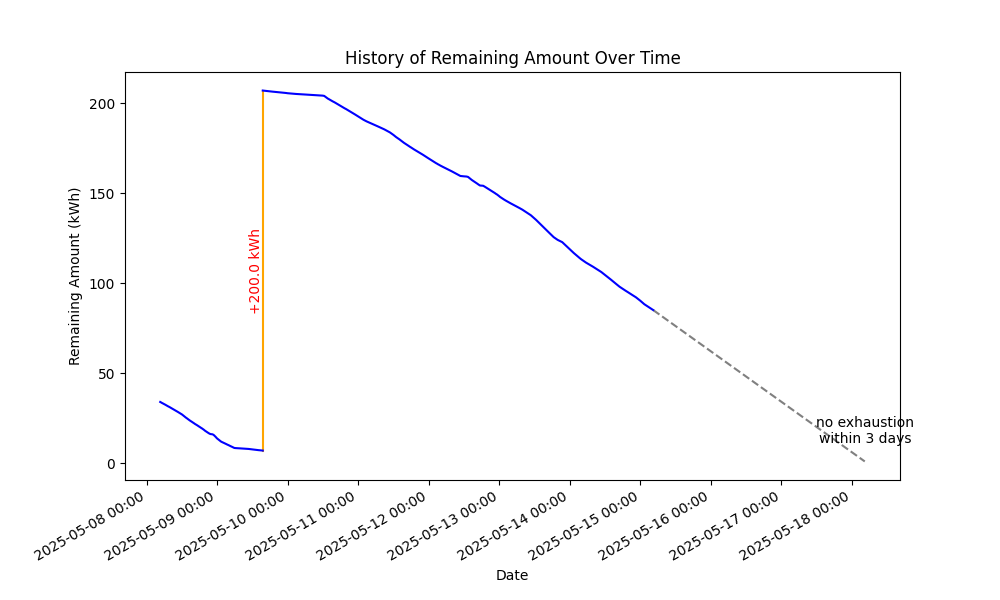 History of Remaining Amount Over Time
Remaining Amount (kWh)
200
150
100
50
0
+200.0 kWh
no exhaustion
within 3 days
2025-05-08 00:00
2025-05-09 00:00
2025-05-10 00:00
2025-05-11 00:00
2025-05-12 00:00
2025-05-13 00:00
2025-05-14 00:00
2025-05-15 00:00
2025-05-16 00:00
2025-05-17 00:00
2025-05-18 00:00
Date